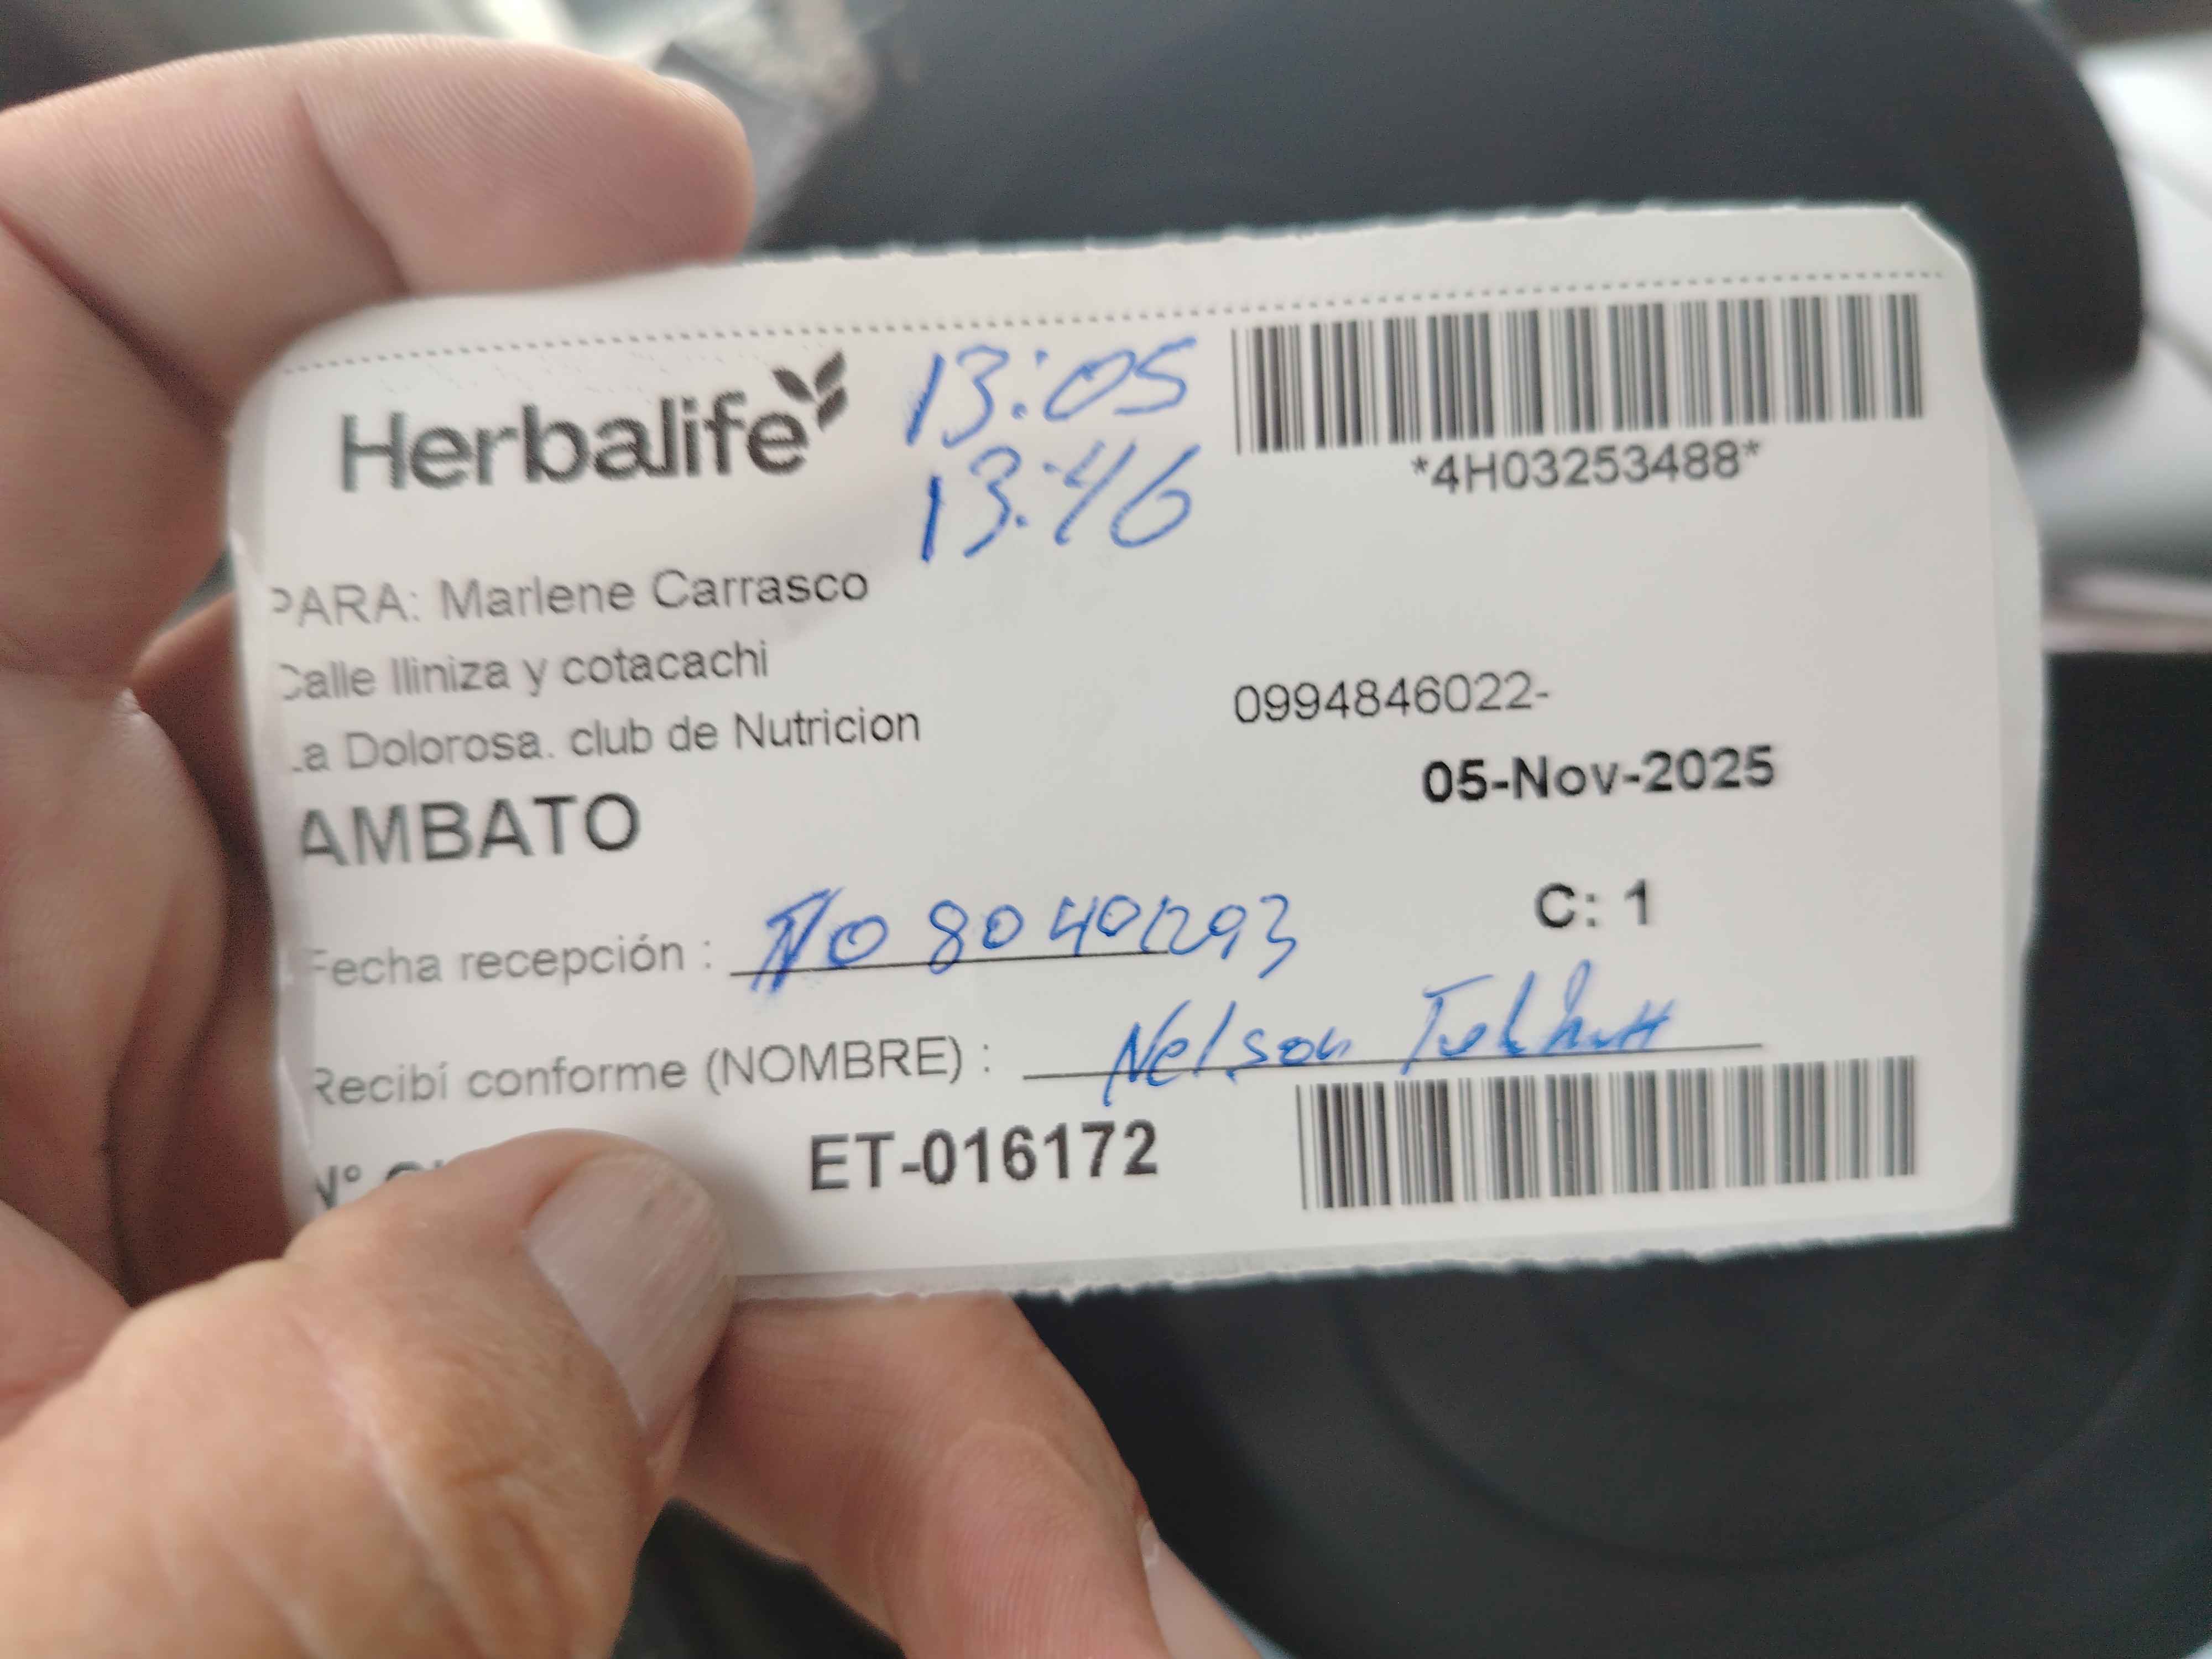 Herbalife
13:05
13:46
*4H03253488*
PARA: Marlene Carrasco
Calle Iliniza y cotacachi
La Dolorosa. club de Nutricion
0994846022-
AMBATO
05-Nov-2025
C: 1
Fecha recepción :
Recibí conforme (NOMBRE) : Nelson
N°
ET-016172